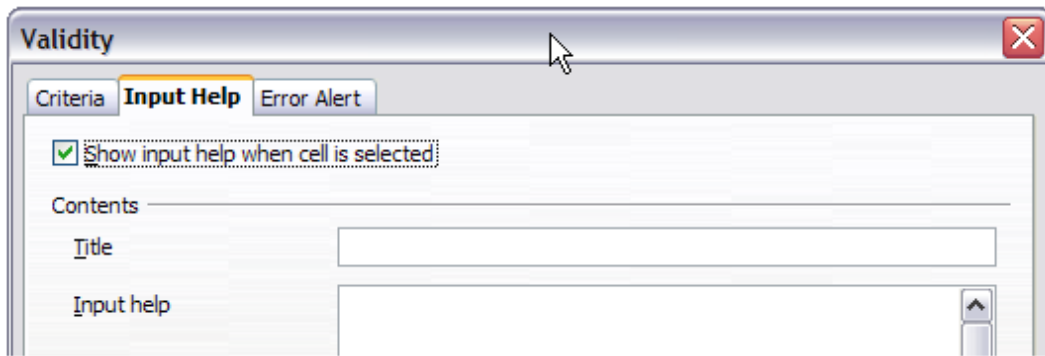 Validity
Criteria Input Help Error Alert
Show input help when cell is selected
Contents
Title
Input help